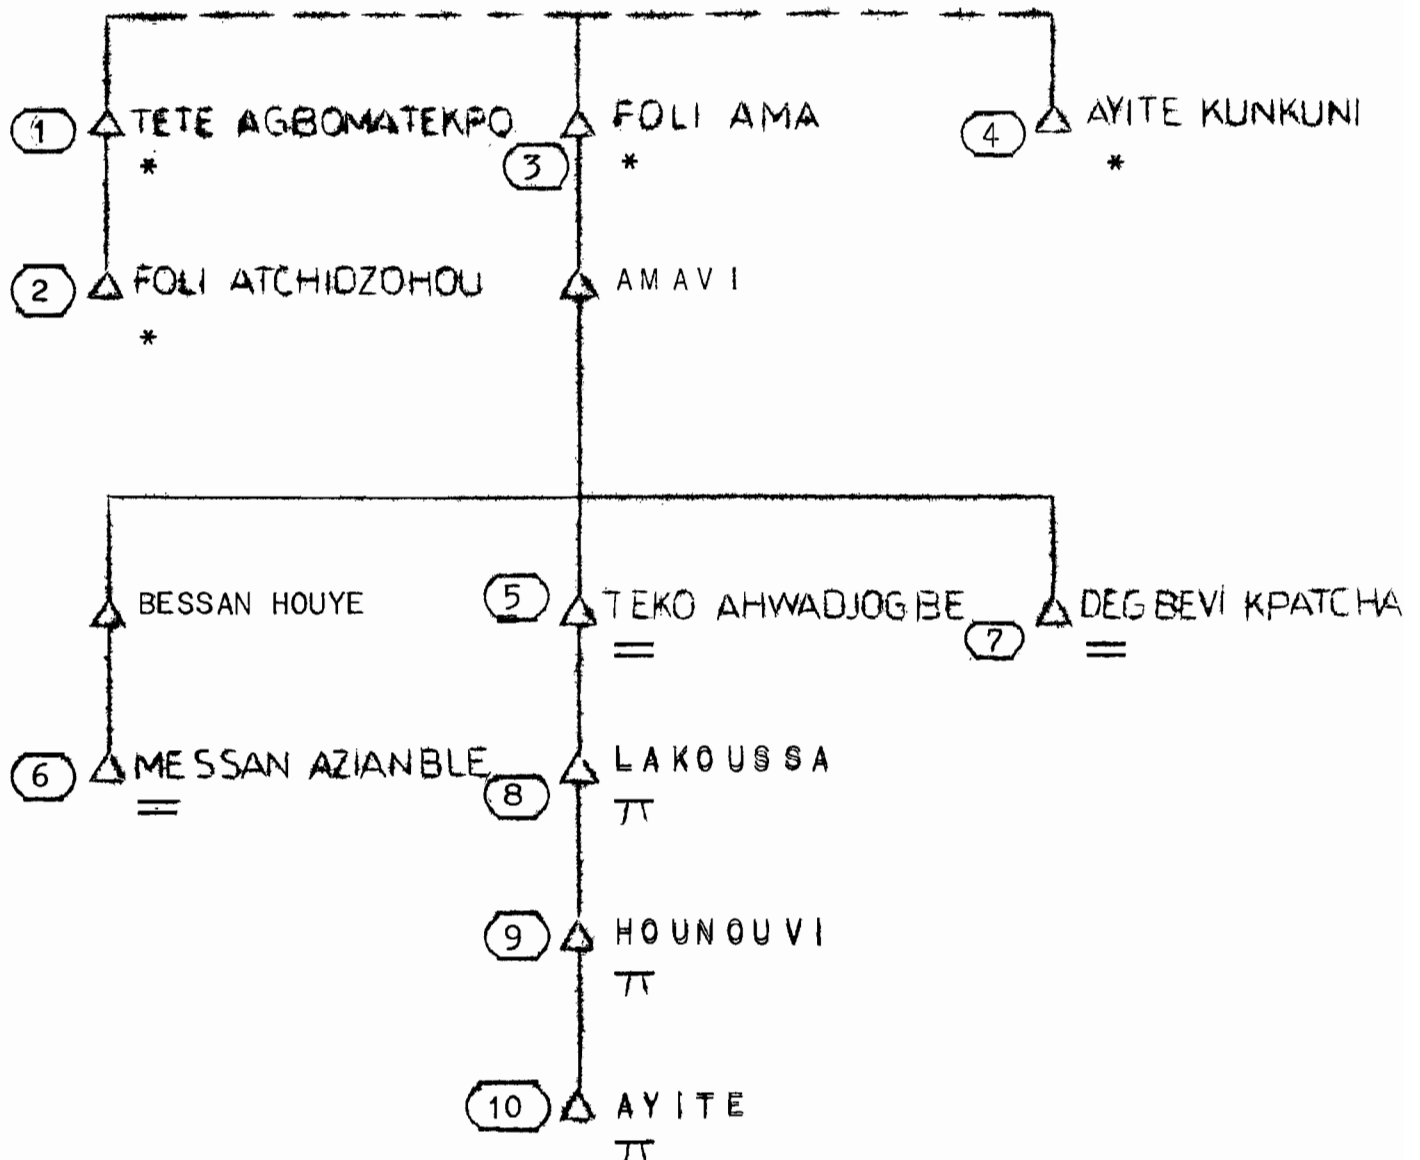 1 TETE AGBOMATEKPO 3 FOLI AMA 4 AYITE KUNKUNI
* * *
2 FOLI ATCHIDZOHOU AMAVI
*
BESSAN HOUYE 5 TEKO AHWADJOGBE 7 DEGBEVI KPATCHA
6 MESSAN AZIANBLE 8 LAKOUSSA
π
9 HOUNOUVI
π
10 AYITE
π